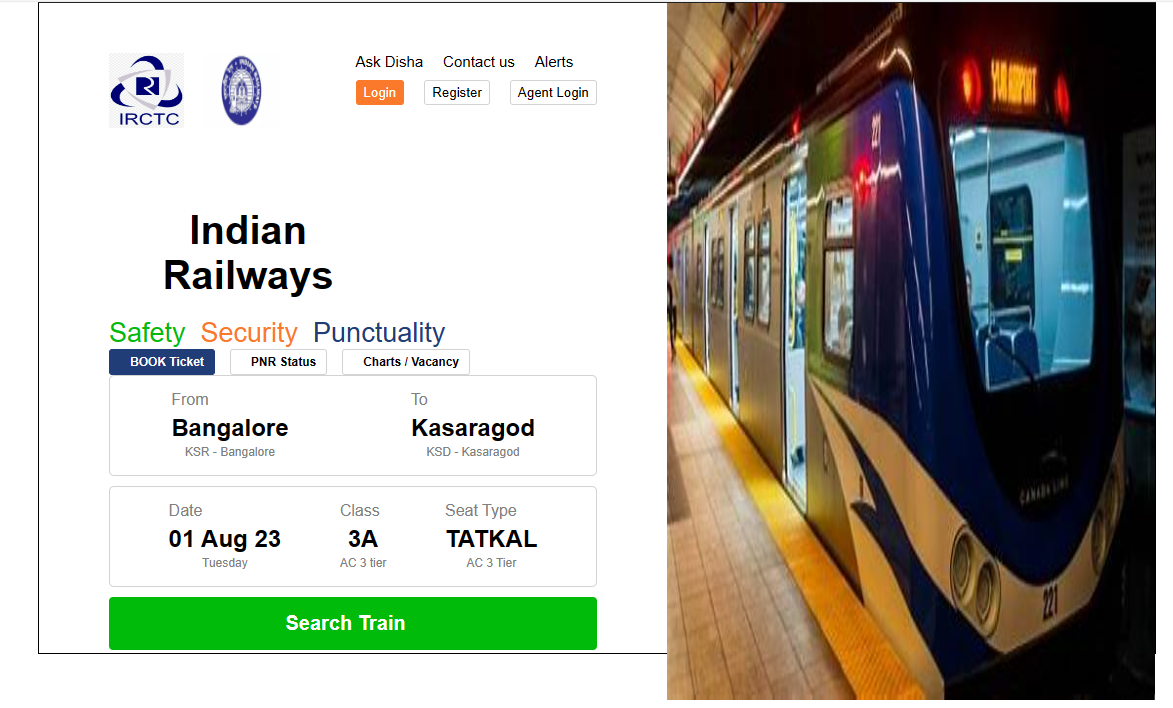 Ask Disha Contact us Alerts
Login Register Agent Login
IRCTC
INDIAN RAILWAYS
Indian
Railways
Safety Security Punctuality
BOOK Ticket PNR Status Charts / Vacancy
From To
Bangalore Kasaragod
KSR - Bangalore KSD - Kasaragod
Date Class Seat Type
01 Aug 23 3A TATKAL
Tuesday AC 3 tier AC 3 Tier
Search Train
YVR AIRPORT
221
CANADA LINE
221